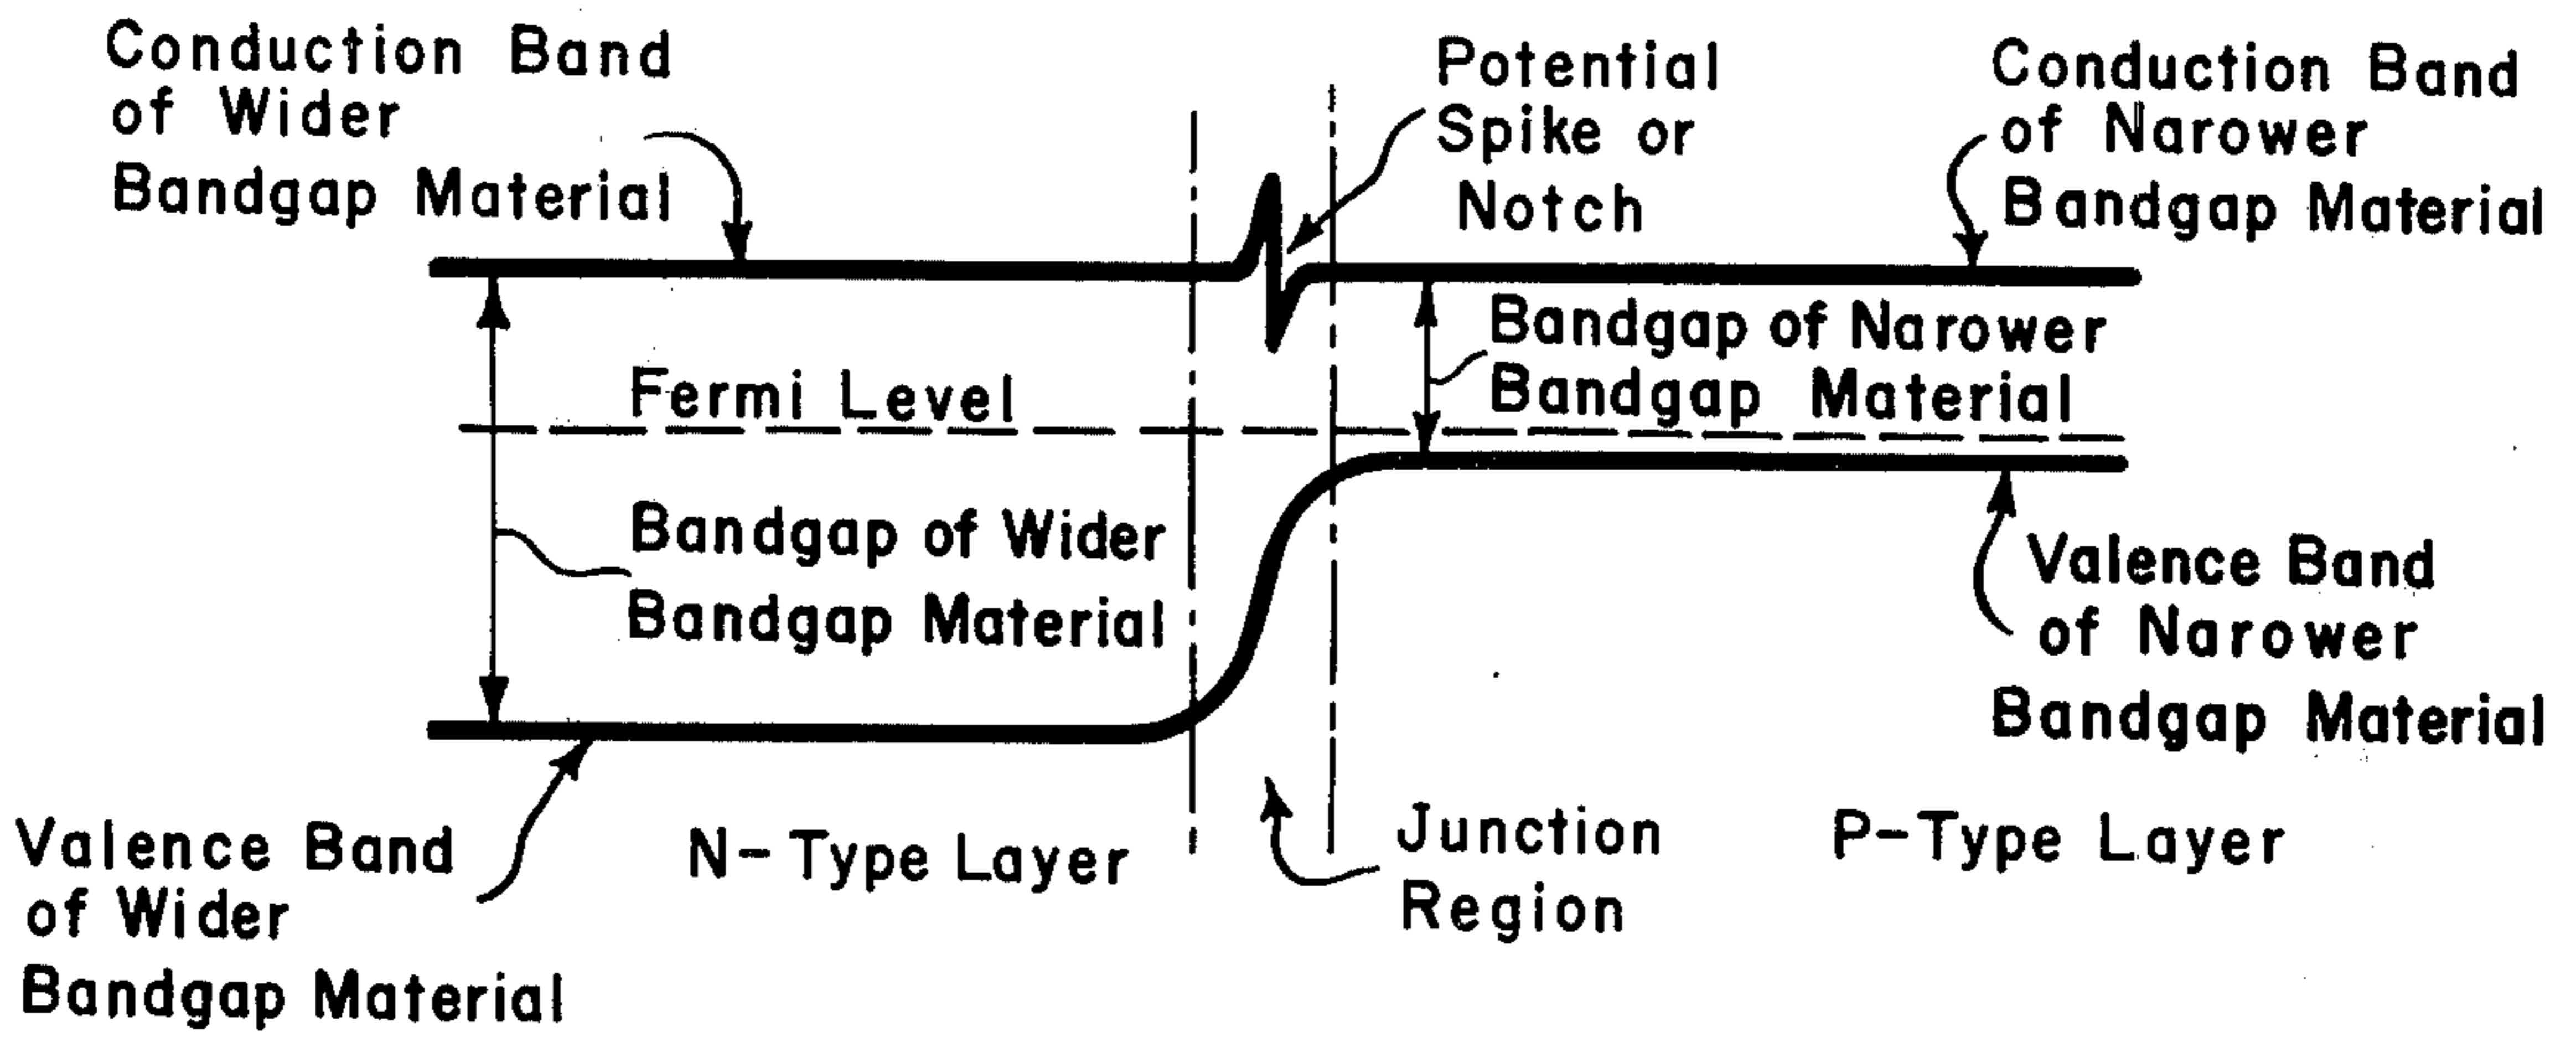 Conduction Band
of Wider
Bandgap Material
Potential
Spike or
Notch
Conduction Band
of Narower
Bandgap Material
Fermi Level
Bandgap of Narower
Bandgap Material
Bandgap of Wider
Bandgap Material
Valence Band
of Narower
Bandgap Material
Valence Band
of Wider
Bandgap Material
N-Type Layer
Junction
Region
P-Type Layer